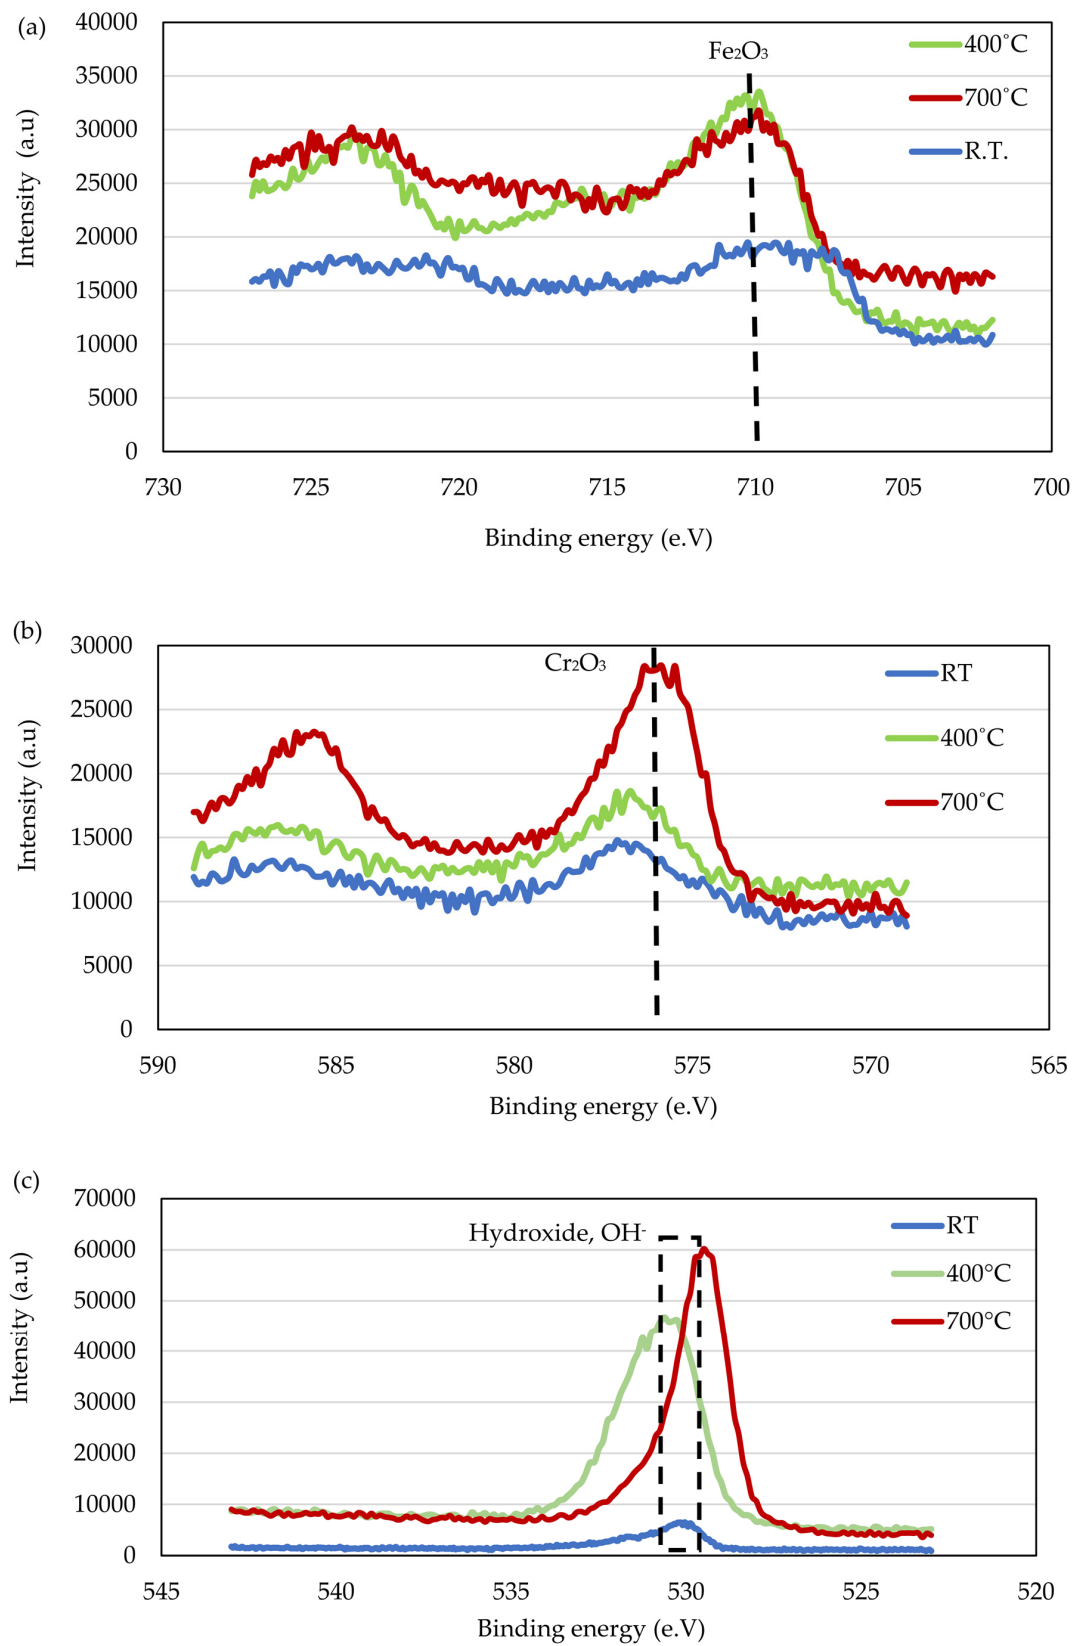 (a)
40000
35000
30000
25000
20000
15000
10000
5000
0
Intensity (a.u)
Fe₂O₃
400˚C
700˚C
R.T.
730 725 720 715 710 705 700
Binding energy (e.V)
(b)
30000
25000
20000
15000
10000
5000
0
Intensity (a.u)
Cr₂O₃
RT
400˚C
700˚C
590 585 580 575 570 565
Binding energy (e.V)
(c)
70000
60000
50000
40000
30000
20000
10000
0
Intensity (a.u)
Hydroxide, OH⁻
RT
400°C
700°C
545 540 535 530 525 520
Binding energy (e.V)